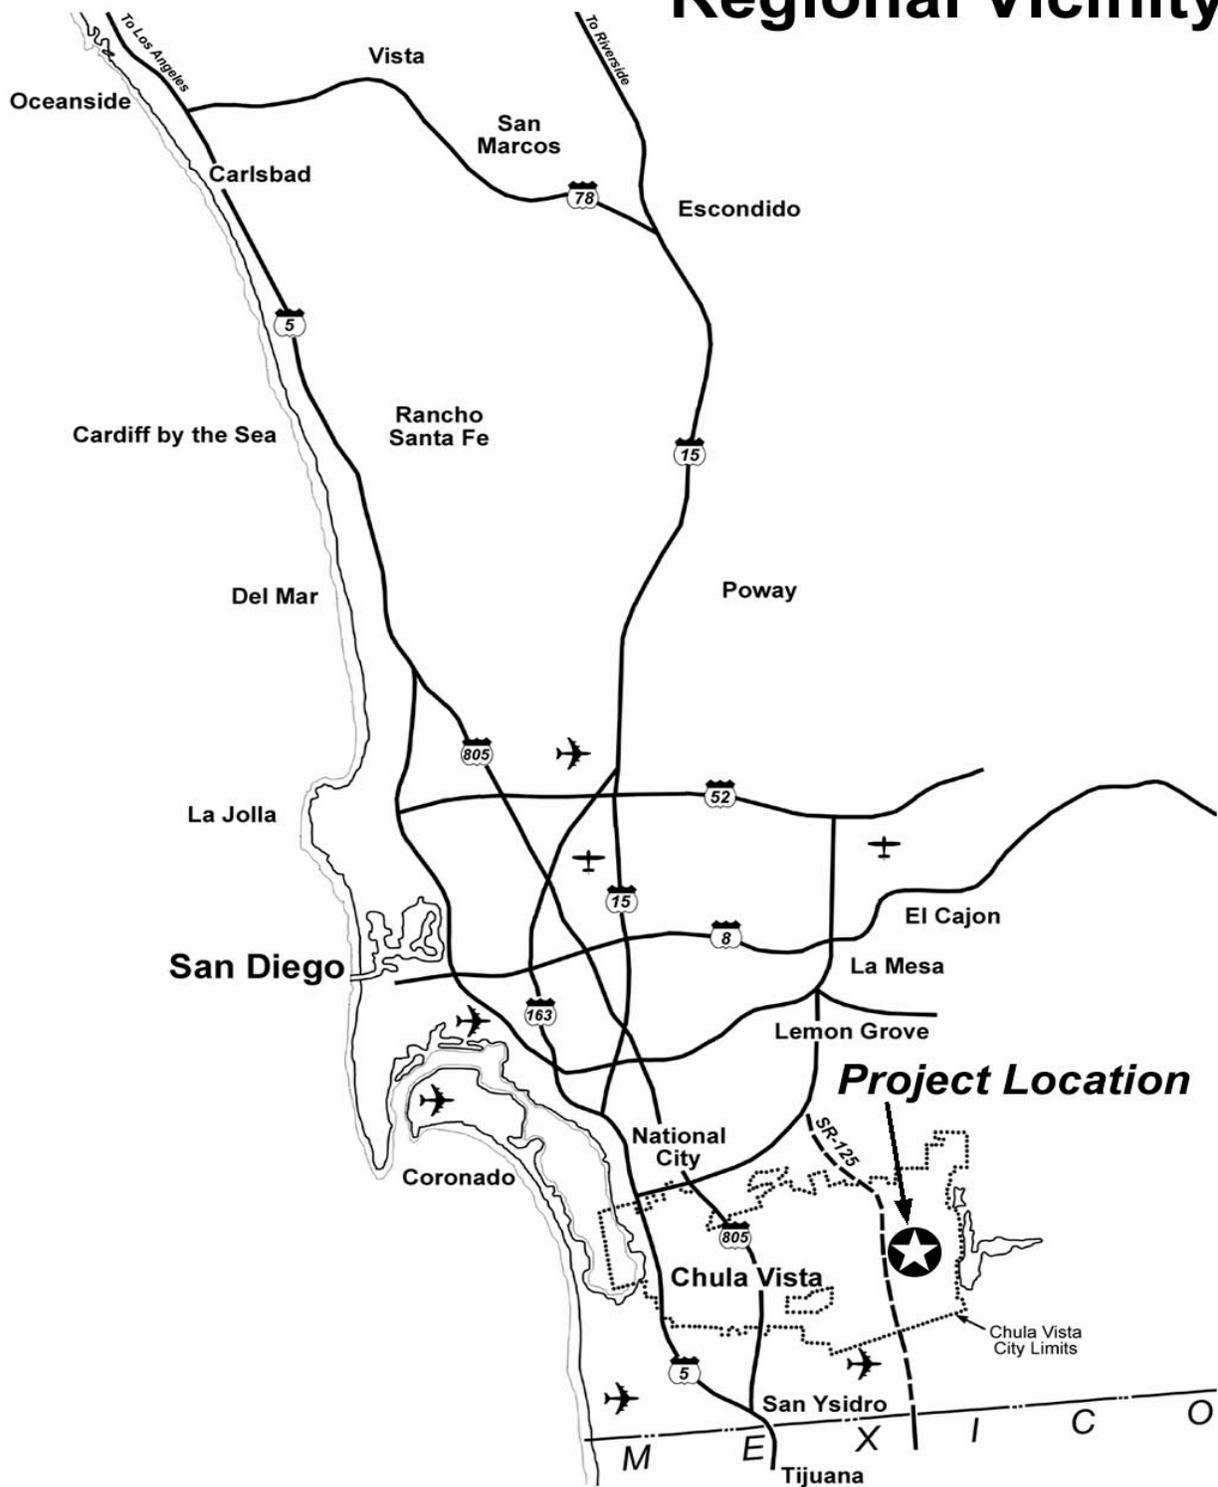 Regional Vicinity
To Los Angeles
To Riverside
Vista
Oceanside
San
Marcos
Carlsbad
78
Escondido
5
Rancho
Santa Fe
Cardiff by the Sea
15
Del Mar
Poway
805
52
La Jolla
15
El Cajon
8
San Diego
La Mesa
163
Lemon Grove
Project Location
SR-125
National
City
Coronado
805
Chula Vista
Chula Vista
City Limits
5
San Ysidro
M E X I C O
Tijuana